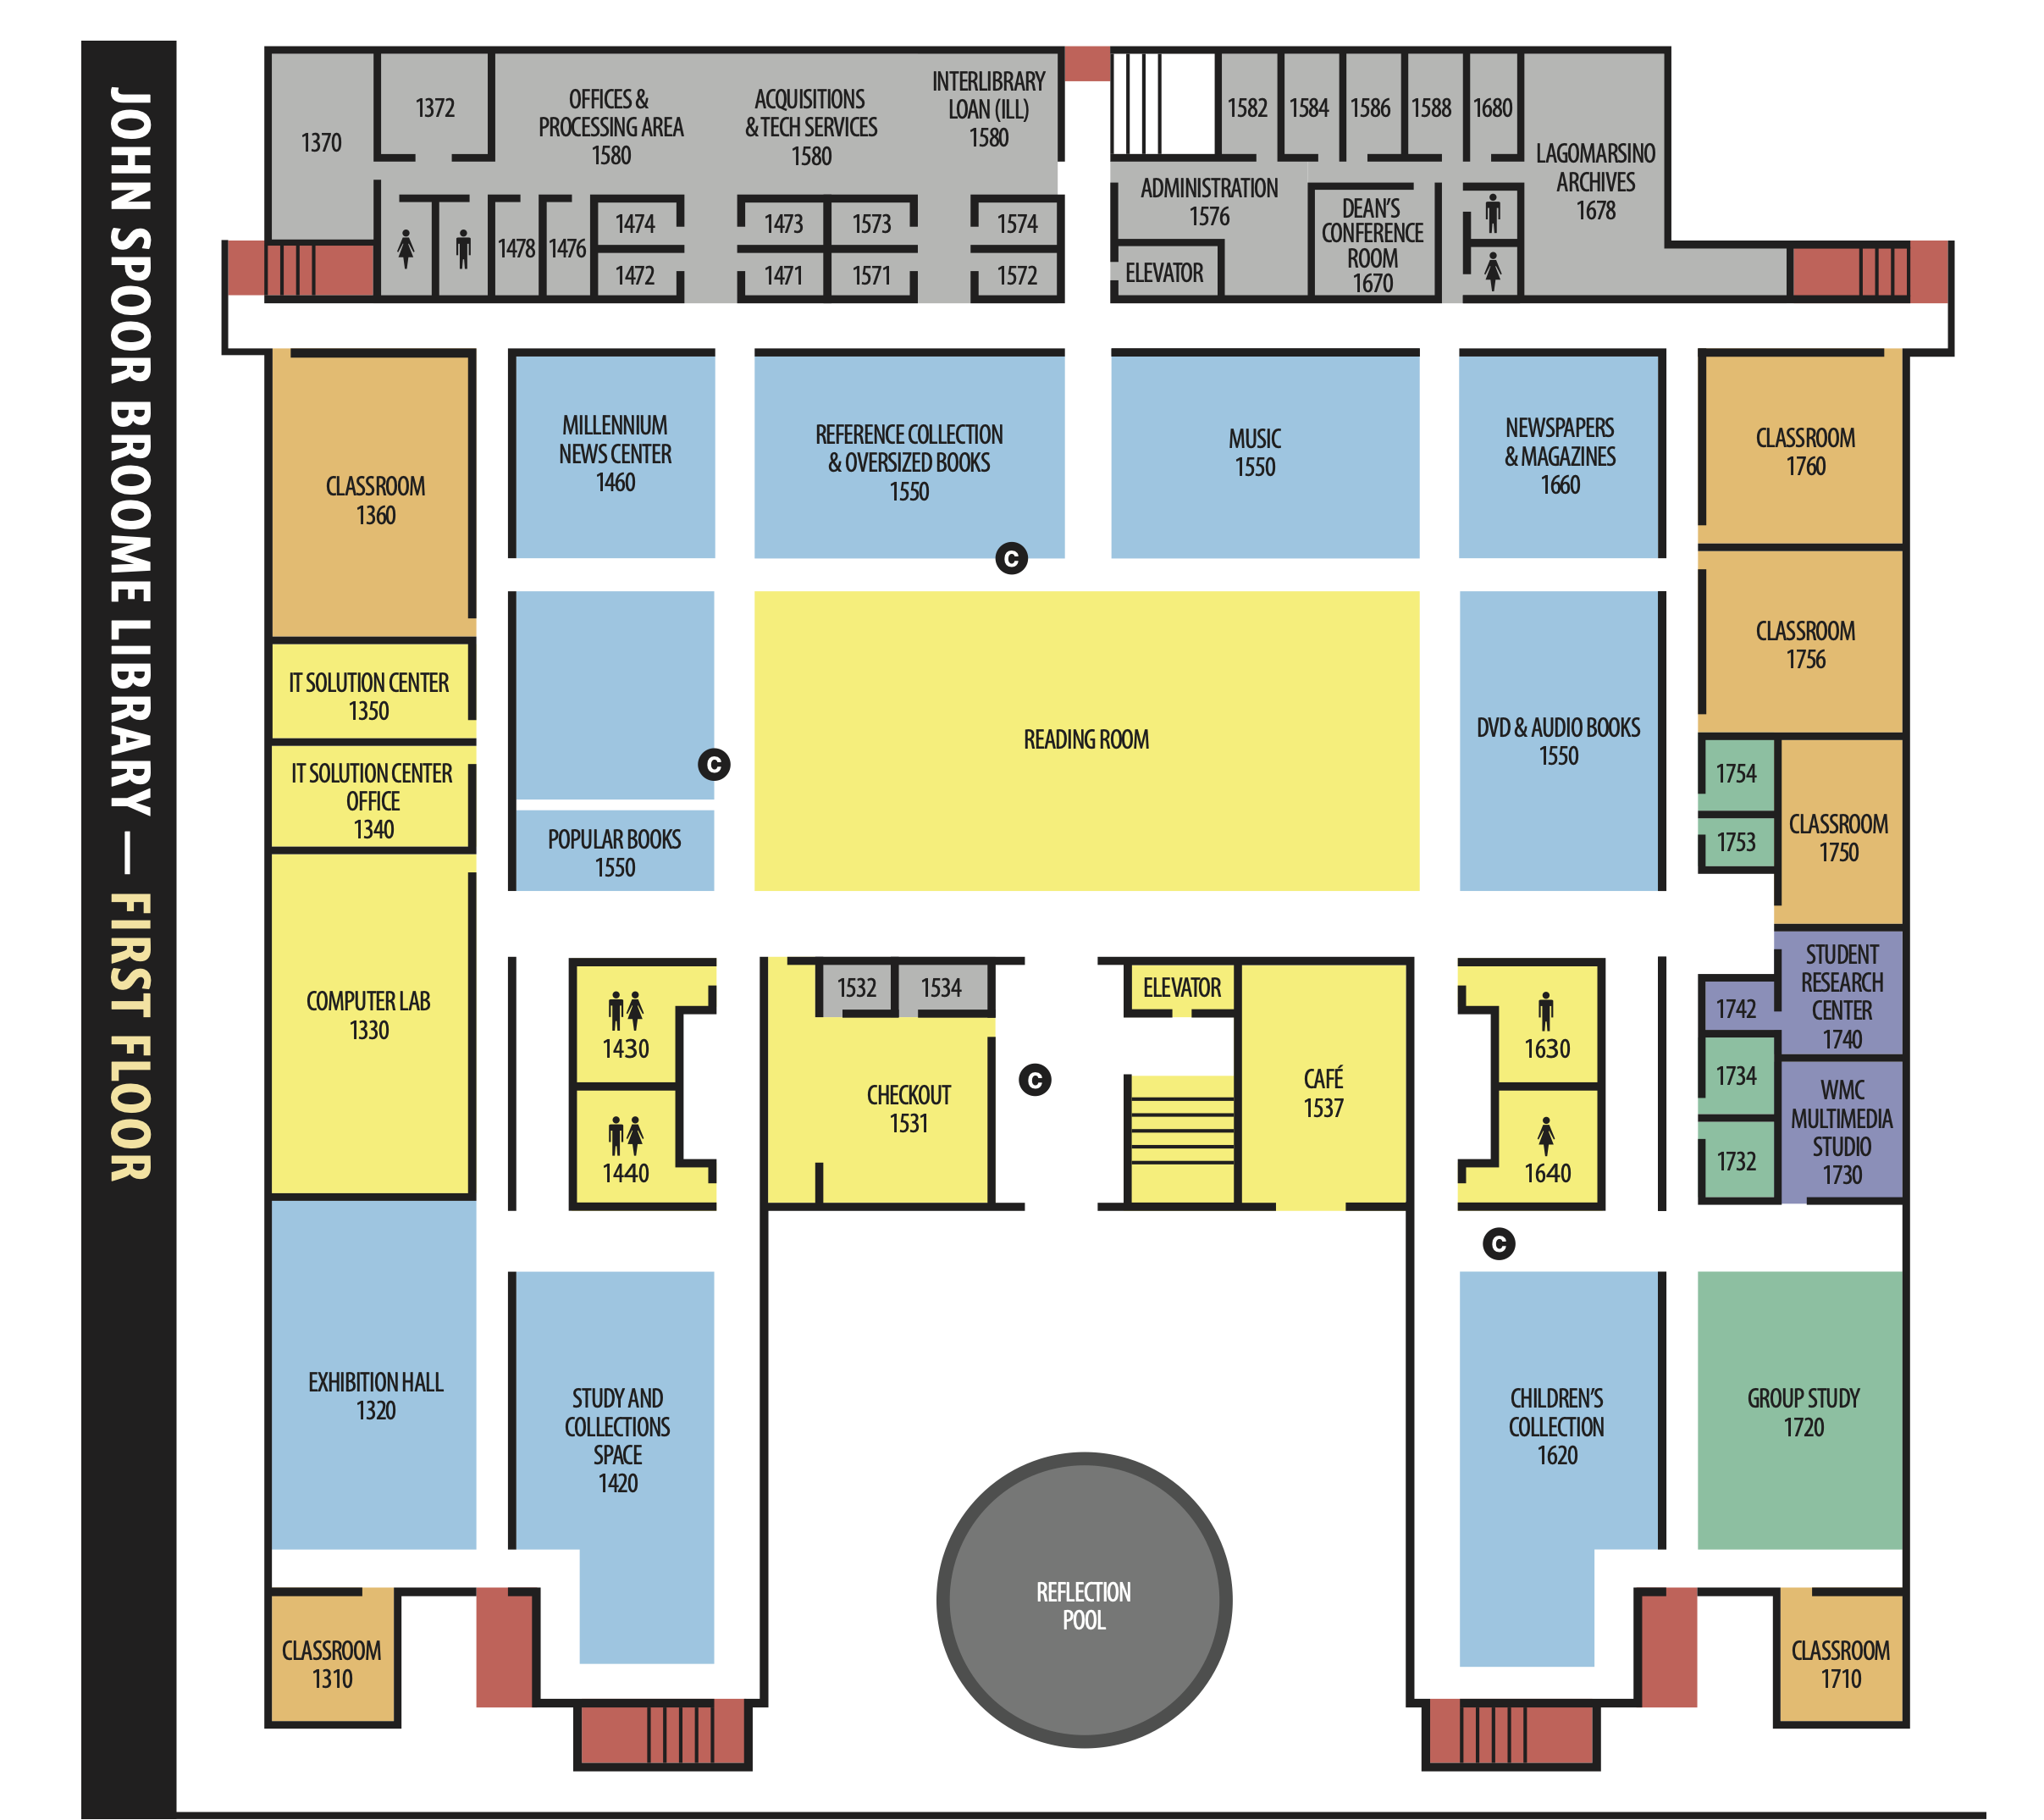 JOHN SPOOR BROOME LIBRARY — FIRST FLOOR
1370
1372
OFFICES &
PROCESSING AREA
1580
ACQUISITIONS
& TECH SERVICES
1580
INTERLIBRARY
LOAN (ILL)
1580
1582
1584
1586
1588
1680
LAGOMARSINO
ARCHIVES
1678
ADMINISTRATION
1576
DEAN'S
CONFERENCE
ROOM
1670
ELEVATOR
1478
1476
1474
1472
1473
1471
1573
1571
1574
1572
CLASSROOM
1360
MILLENNIUM
NEWS CENTER
1460
REFERENCE COLLECTION
& OVERSIZED BOOKS
1550
MUSIC
1550
NEWSPAPERS
& MAGAZINES
1660
CLASSROOM
1760
C
IT SOLUTION CENTER
1350
IT SOLUTION CENTER
OFFICE
1340
C
POPULAR BOOKS
1550
READING ROOM
DVD & AUDIO BOOKS
1550
CLASSROOM
1756
1754
1753
CLASSROOM
1750
COMPUTER LAB
1330
1430
1440
1532
1534
CHECKOUT
1531
C
ELEVATOR
CAFÉ
1537
1630
1640
STUDENT
RESEARCH
CENTER
1740
1742
1734
1732
WMC
MULTIMEDIA
STUDIO
1730
C
EXHIBITION HALL
1320
STUDY AND
COLLECTIONS
SPACE
1420
CHILDREN'S
COLLECTION
1620
GROUP STUDY
1720
REFLECTION
POOL
CLASSROOM
1310
CLASSROOM
1710